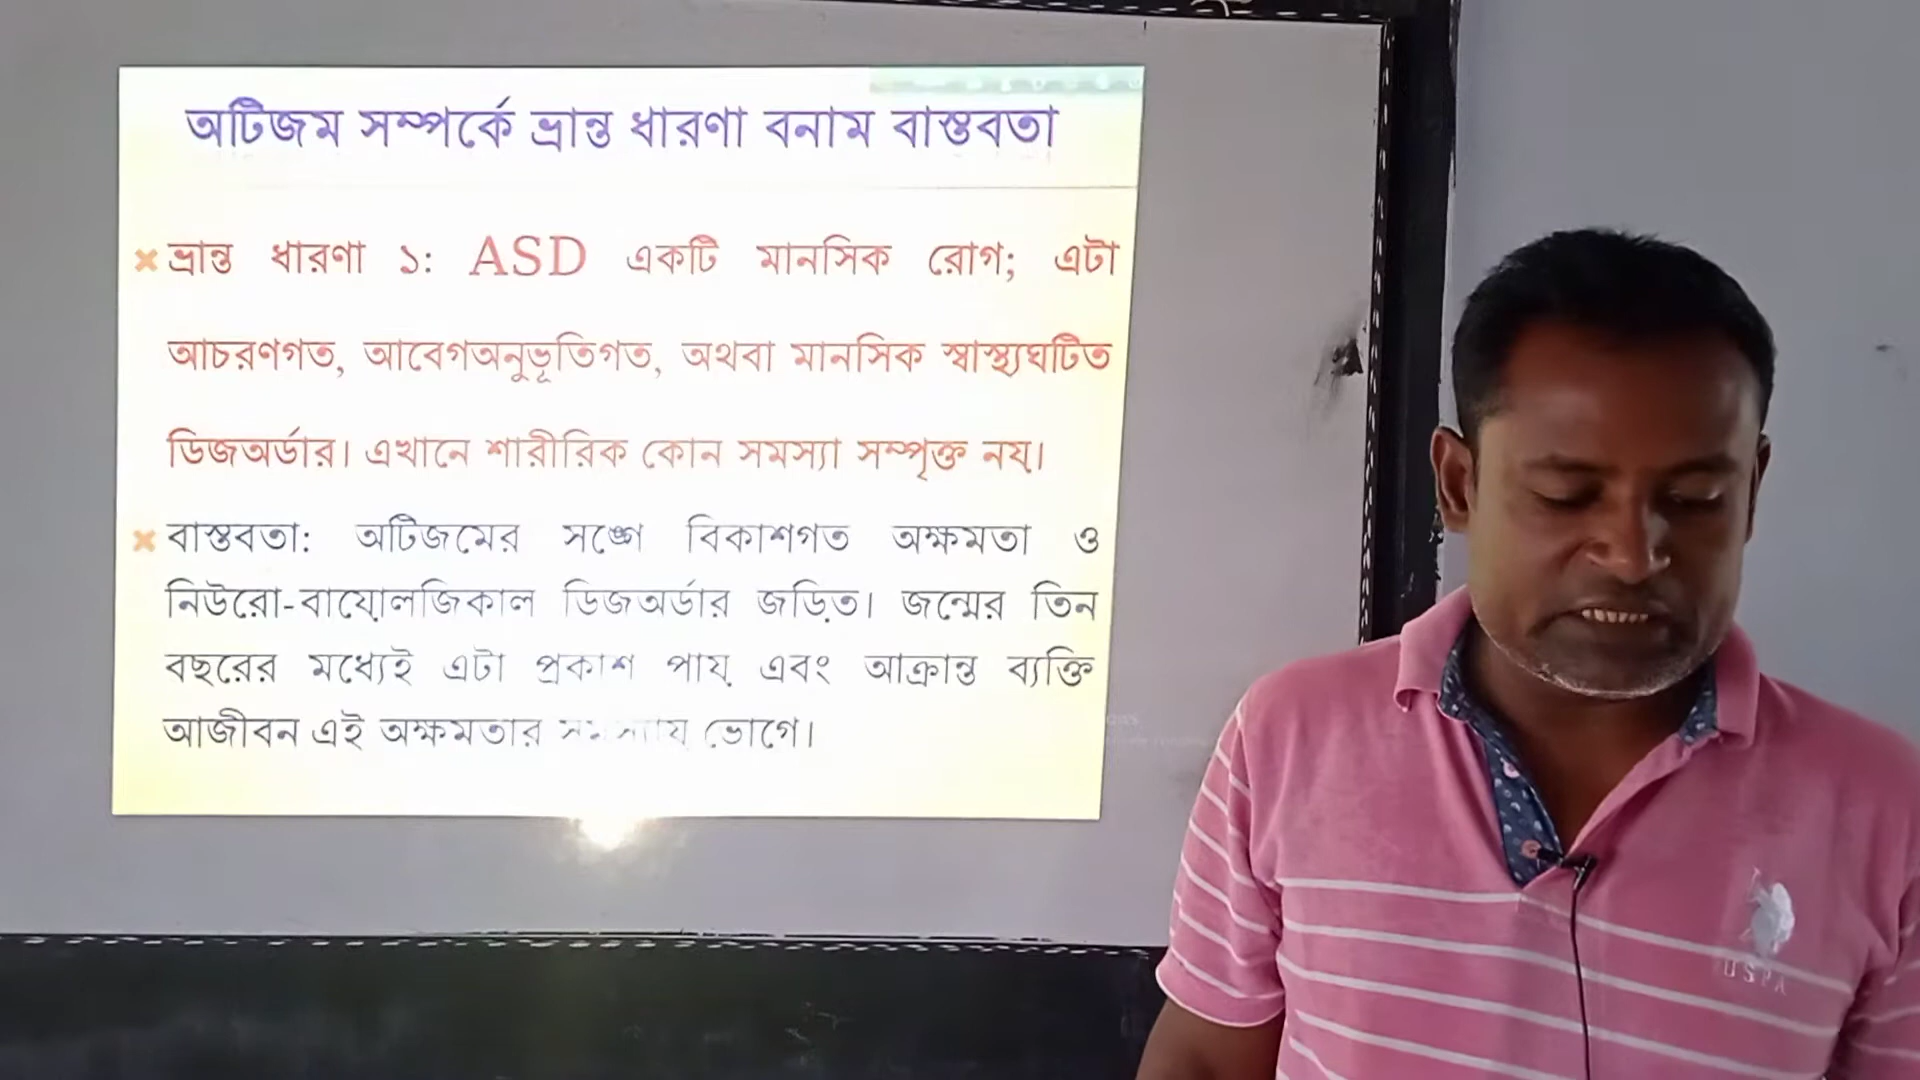 অটিজম সম্পর্কে ভ্রান্ত ধারণা বনাম বাস্তবতা
ভ্রান্ত ধারণা ১: ASD একটি মানসিক রোগ; এটা
আচরণগত, আবেগঅনুভূতিগত, অথবা মানসিক স্বাস্থ্যঘটিত
ডিজঅর্ডার। এখানে শারীরিক কোন সমস্যা সম্পৃক্ত নয়।
বাস্তবতা: অটিজমের সঙ্গে বিকাশগত অক্ষমতা ও
নিউরো-বায়োলজিকাল ডিজঅর্ডার জড়িত। জন্মের তিন
বছরের মধ্যেই এটা প্রকাশ পায় এবং আক্রান্ত ব্যক্তি
আজীবন এই অক্ষমতার সমস্যায় ভোগে।
USPA